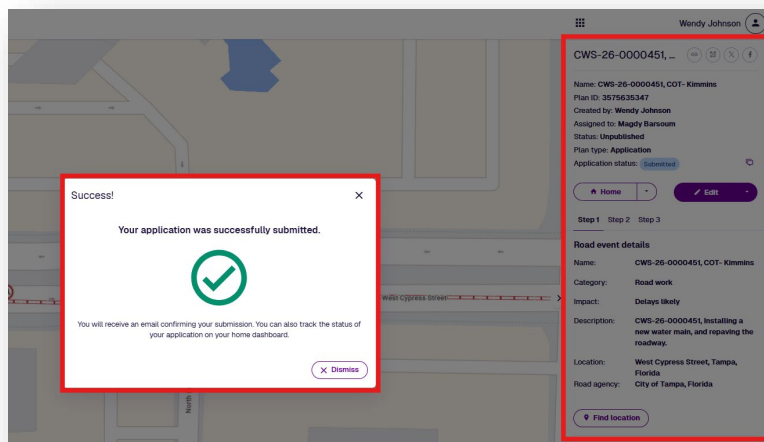 Wendy Johnson
CWS-26-0000451, ...
Name: CWS-26-0000451, COT- Kimmins
Plan ID: 3575635347
Created by: Wendy Johnson
Assigned to: Magdy Barsoum
Status: Unpublished
Plan type: Application
Application status: Submitted
Home
Edit
Step 1 Step 2 Step 3
Road event details
Name: CWS-26-0000451, COT- Kimmins
Category: Road work
Impact: Delays likely
Description: CWS-26-0000451, Installing a
new water main, and repaving the
roadway.
Location: West Cypress Street, Tampa,
Florida
Road agency: City of Tampa, Florida
Find location
Success!
Your application was successfully submitted.
You will receive an email confirming your submission. You can also track the status of
your application on your home dashboard.
Dismiss
West Cypress Street
North